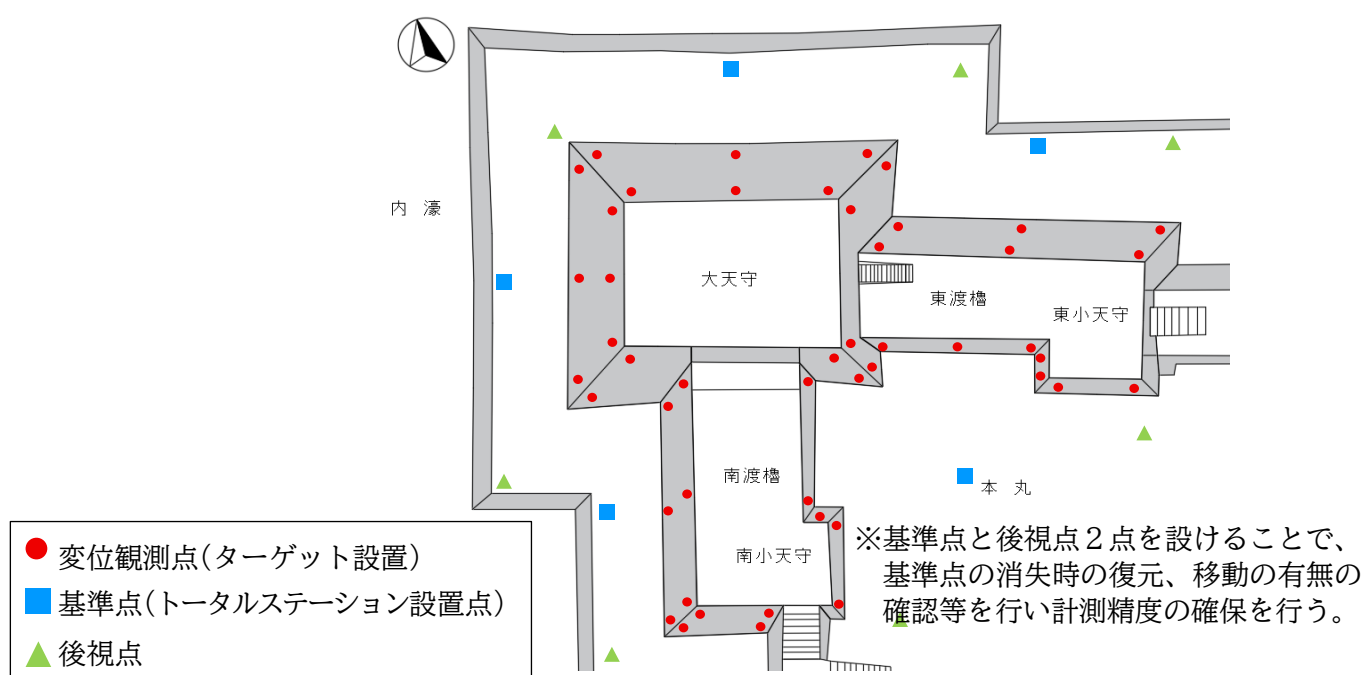 内 濠
大天守
東渡櫓
東小天守
南渡櫓
本 丸
南小天守
変位観測点(ターゲット設置)
基準点(トータルステーション設置点)
後視点
※基準点と後視点２点を設けることで、
基準点の消失時の復元、移動の有無の
確認等を行い計測精度の確保を行う。